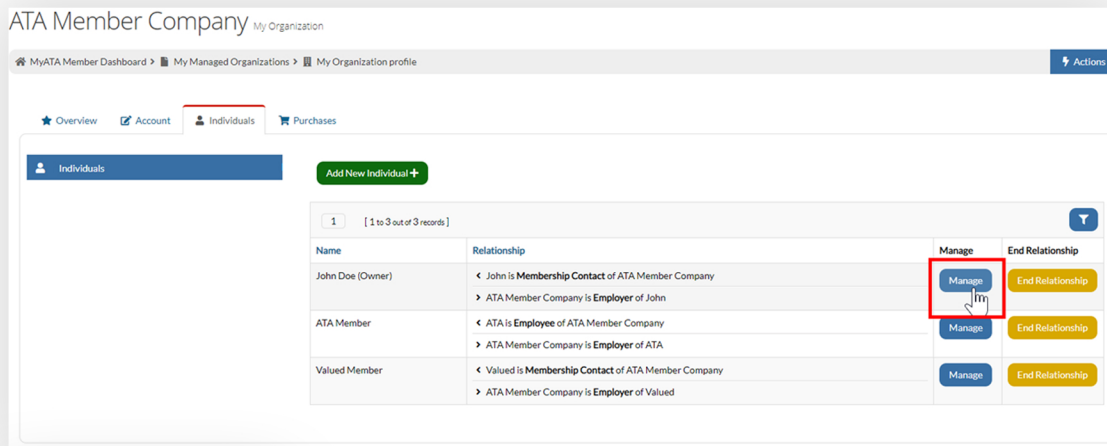 ATA Member Company My Organization
MyATA Member Dashboard > My Managed Organizations > My Organization profile
Actions
Overview Account Individuals Purchases
Individuals
Add New Individual +
1 [ 1 to 3 out of 3 records ]
Name Relationship Manage End Relationship
John Doe (Owner) < John is Membership Contact of ATA Member Company Manage End Relationship
> ATA Member Company is Employer of John
ATA Member < ATA is Employee of ATA Member Company Manage End Relationship
> ATA Member Company is Employer of ATA
Valued Member < Valued is Membership Contact of ATA Member Company Manage End Relationship
> ATA Member Company is Employer of Valued